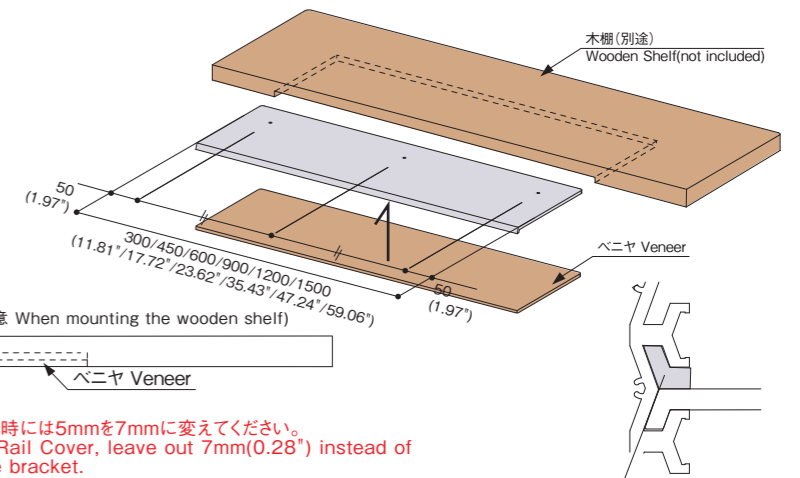 木棚（別途）
Wooden Shelf(not included)
50
(1.97")
300/450/600/900/1200/1500
(11.81"/17.72"/23.62"/35.43"/47.24"/59.06")
50
(1.97")
ベニヤ Veneer
意 When mounting the wooden shelf)
ベニヤ Veneer
時には5mmを7mmに変えてください。
Rail Cover, leave out 7mm(0.28") instead of
bracket.